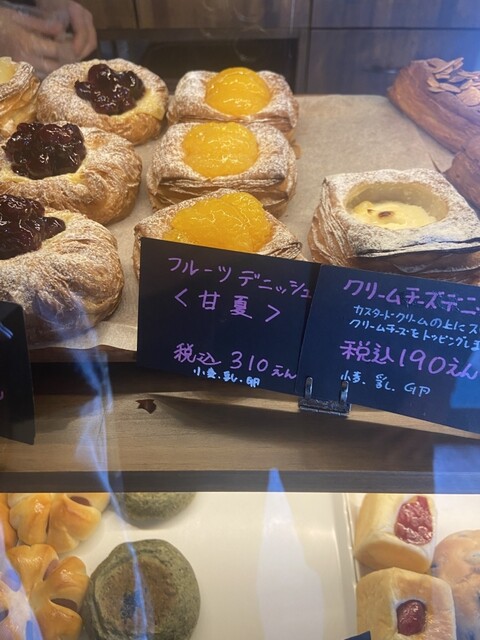 フルーツデニッシュ
<甘夏>
税込310えん
小麦.乳.卵
クリームチーズデニッ
カスタードクリームの上にス
クリームチーズをトッピングし
税込190えん
小麦.乳.卵